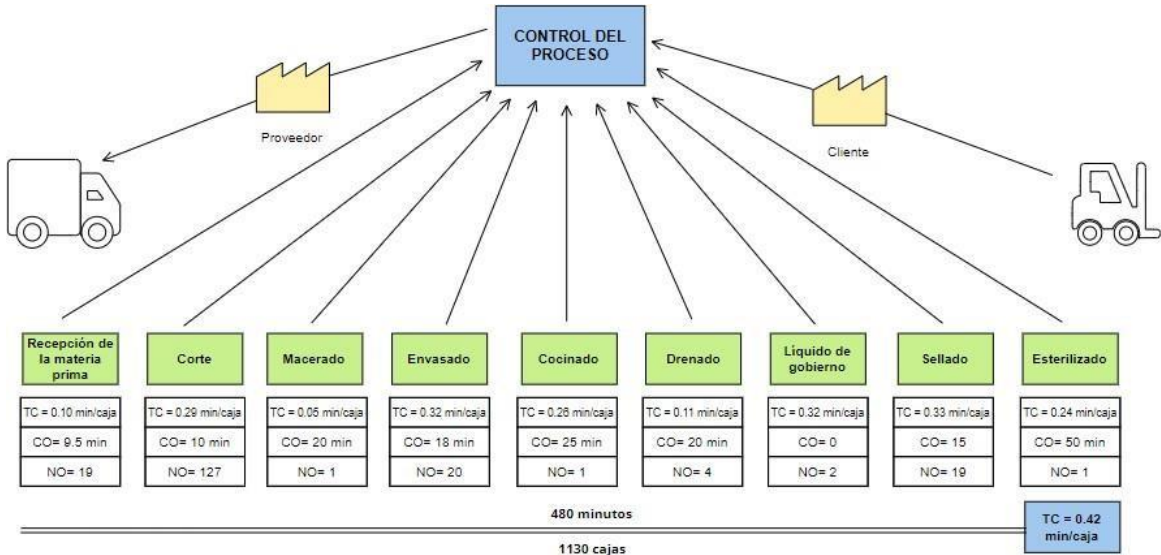 CONTROL DEL
PROCESO
Proveedor
Cliente
Recepción de
la materia
prima
Corte
Macerado
Envasado
Cocinado
Drenado
Líquido de
gobierno
Sellado
Esterilizado
TC = 0.10 min/caja
TC = 0.29 min/caja
TC = 0.05 min/caja
TC = 0.32 min/caja
TC = 0.26 min/caja
TC = 0.11 min/caja
TC = 0.32 min/caja
TC = 0.33 min/caja
TC = 0.24 min/caja
CO= 9.5 min
CO= 10 min
CO= 20 min
CO= 18 min
CO= 25 min
CO= 20 min
CO= 0
CO= 15
CO= 50 min
NO= 19
NO= 127
NO= 1
NO= 20
NO= 1
NO= 4
NO= 2
NO= 19
NO= 1
480 minutos
1130 cajas
TC = 0.42
min/caja